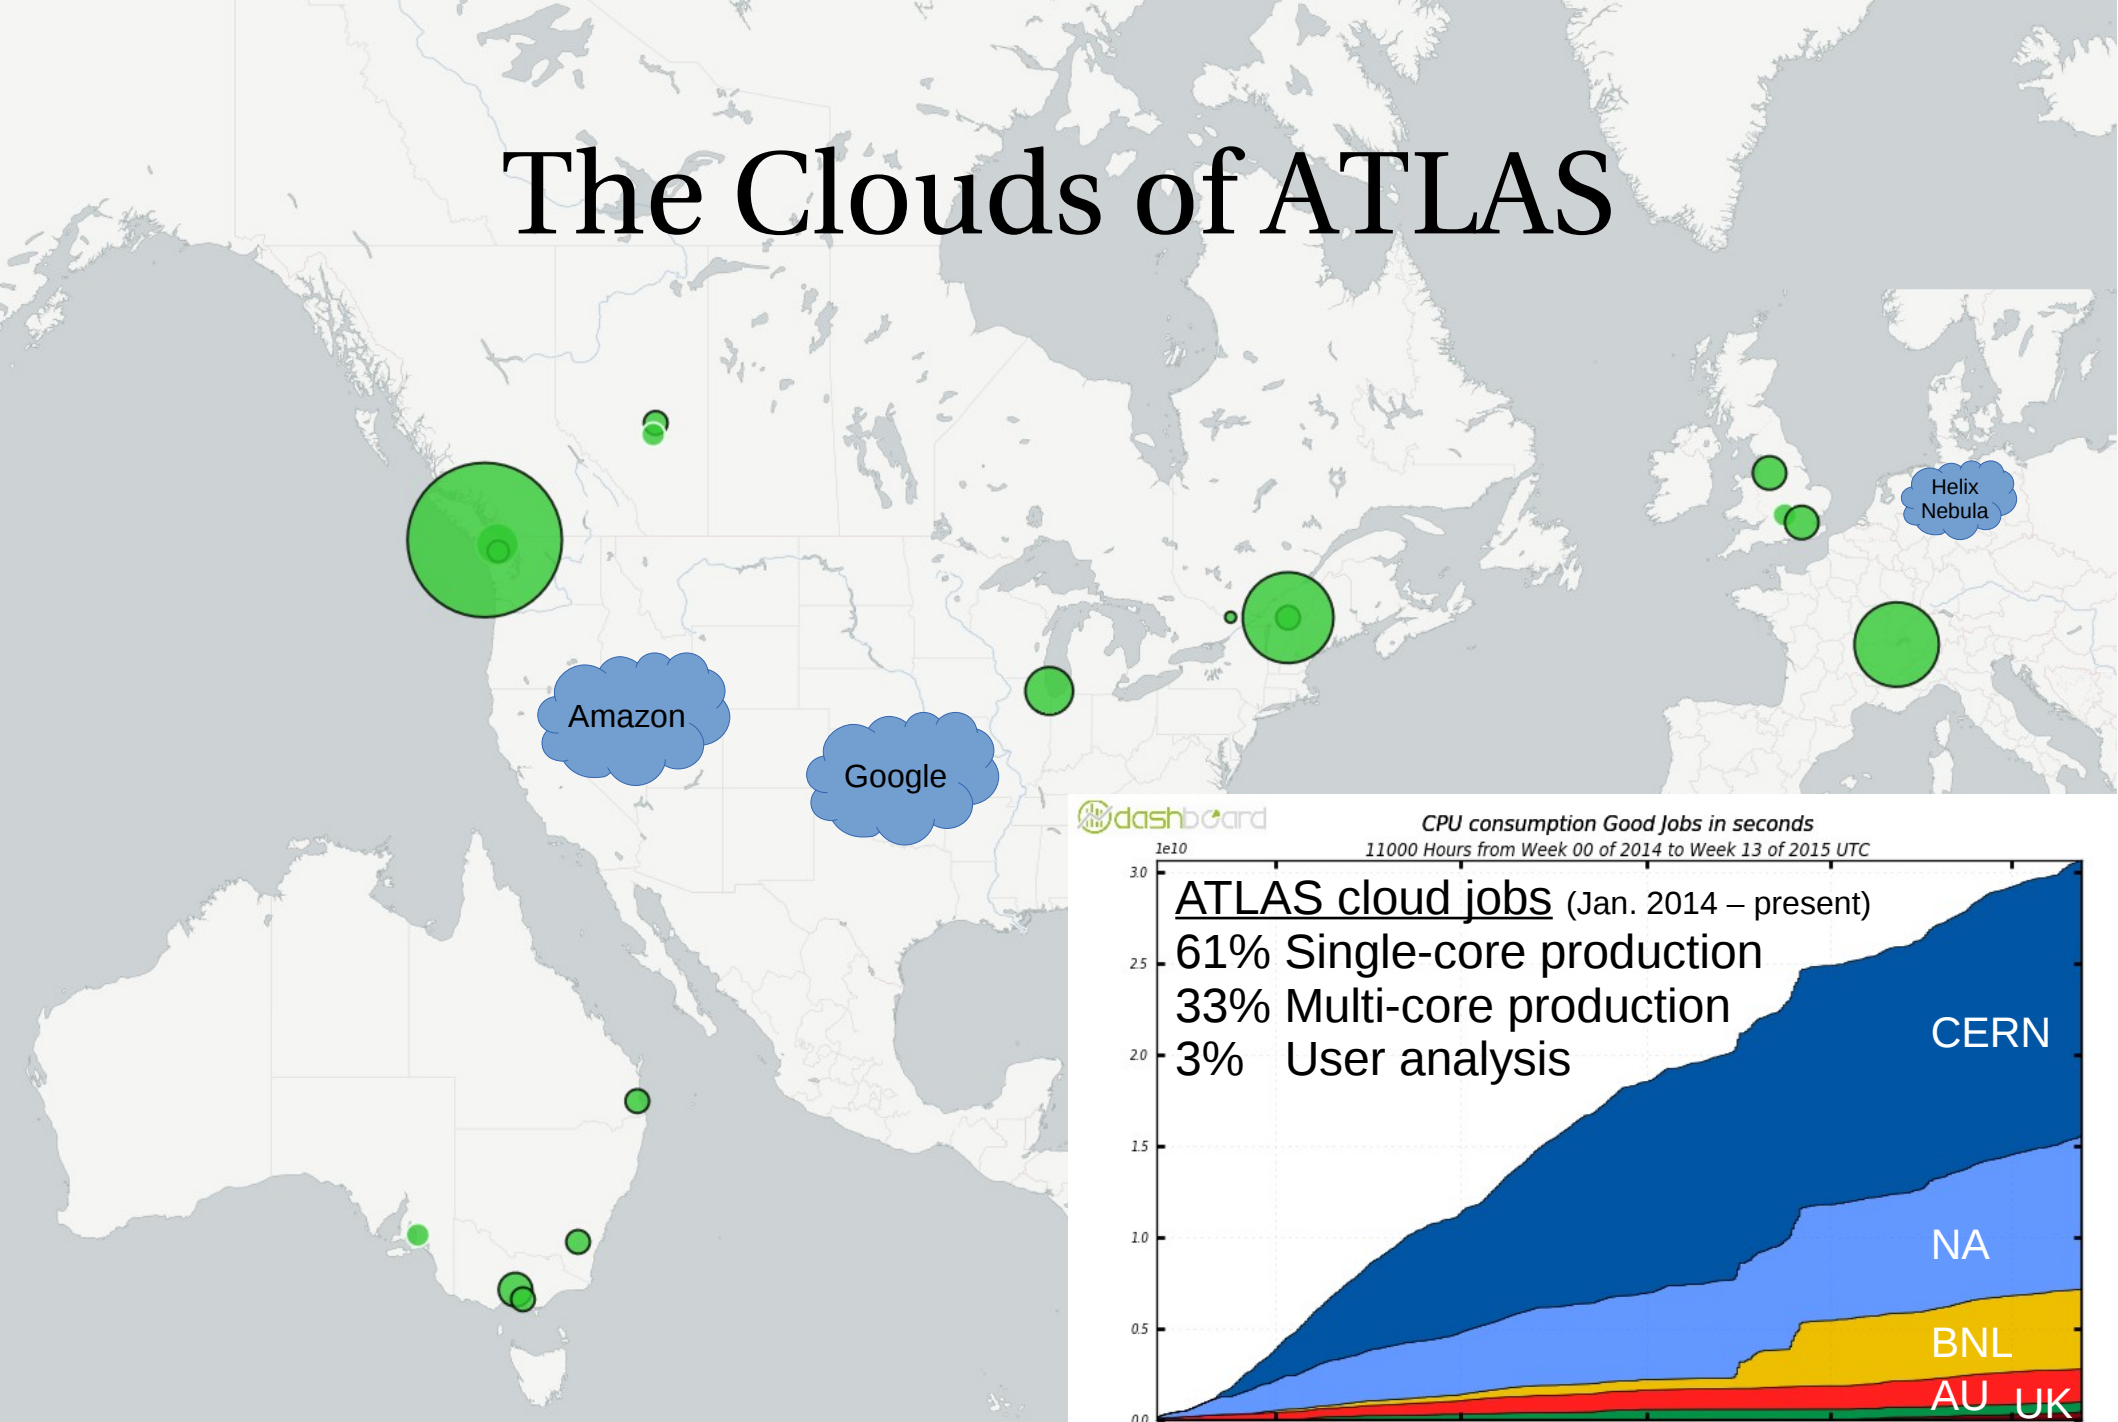 The Clouds of ATLAS
Helix
Nebula
Amazon
Google
dashboard
CPU consumption Good Jobs in seconds
11000 Hours from Week 00 of 2014 to Week 13 of 2015 UTC
1e10
3.0
ATLAS cloud jobs (Jan. 2014 – present)
61% Single-core production
2.5
33% Multi-core production
CERN
2.0
3% User analysis
1.5
1.0
NA
0.5
BNL
AU UK
0.0